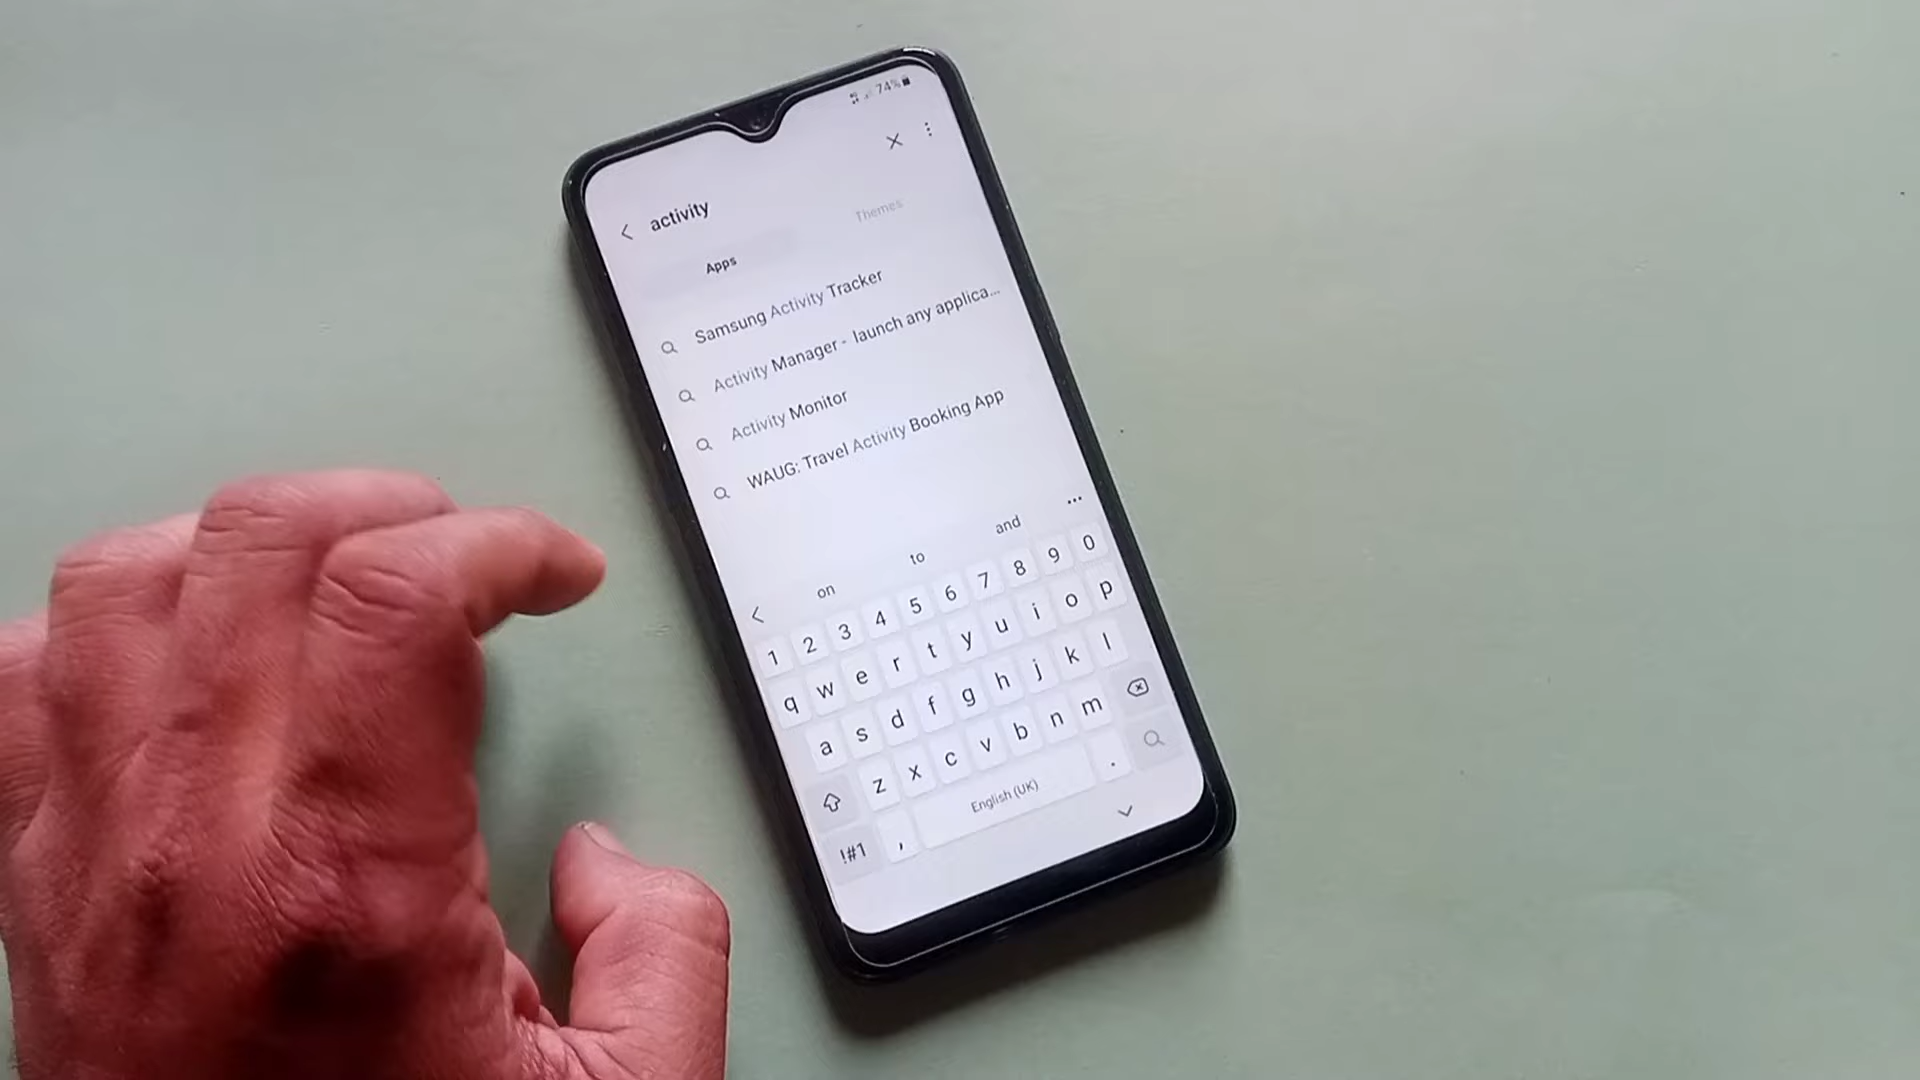 74%
activity
Apps
Themes
Samsung Activity Tracker
Activity Manager - launch any applica...
Activity Monitor
WAUG: Travel Activity Booking App
on to and
1 2 3 4 5 6 7 8 9 0
q w e r t y u i o p
a s d f g h j k l
z x c v b n m
!#1 , English (UK) .